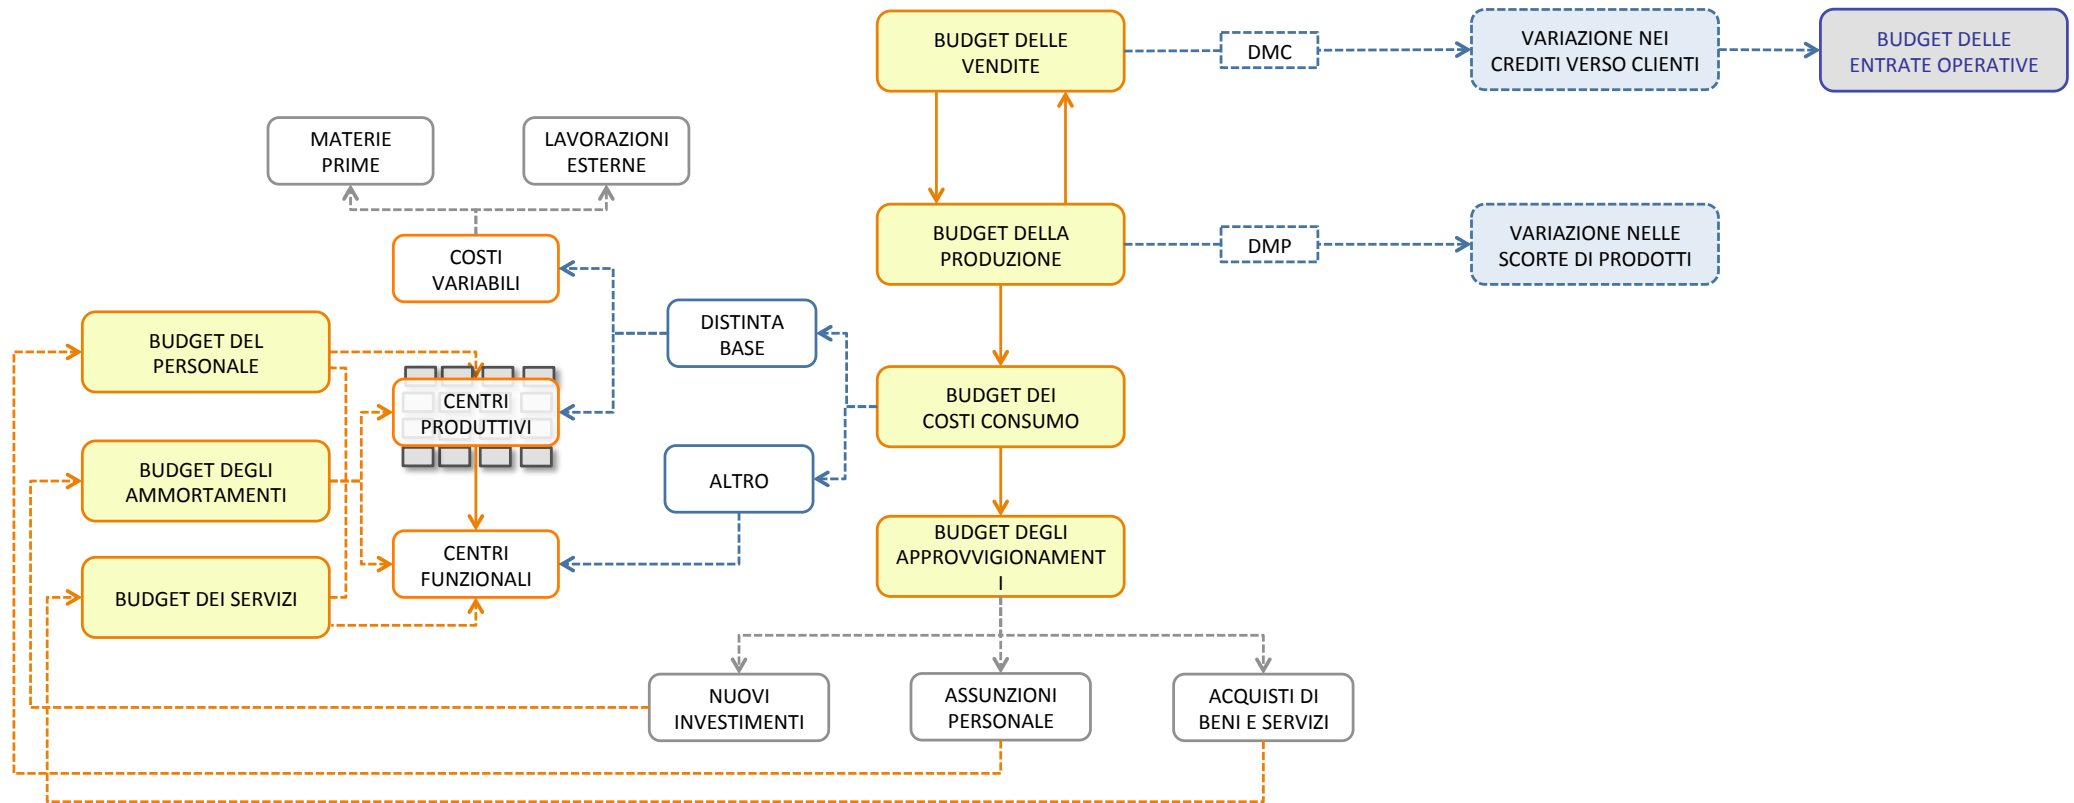 BUDGET DELLE
VENDITE
DMC
VARIAZIONE NEI
CREDITI VERSO CLIENTI
BUDGET DELLE
ENTRATE OPERATIVE
MATERIE
PRIME
LAVORAZIONI
ESTERNE
BUDGET DELLA
PRODUZIONE
DMP
VARIAZIONE NELLE
SCORTE DI PRODOTTI
COSTI
VARIABILI
DISTINTA
BASE
BUDGET DEL
PERSONALE
CENTRI
PRODUTTIVI
BUDGET DEI
COSTI CONSUMO
BUDGET DEGLI
AMMORTAMENTI
ALTRO
CENTRI
FUNZIONALI
BUDGET DEGLI
APPROVVIGIONAMENT
I
BUDGET DEI SERVIZI
NUOVI
INVESTIMENTI
ASSUNZIONI
PERSONALE
ACQUISTI DI
BENI E SERVIZI